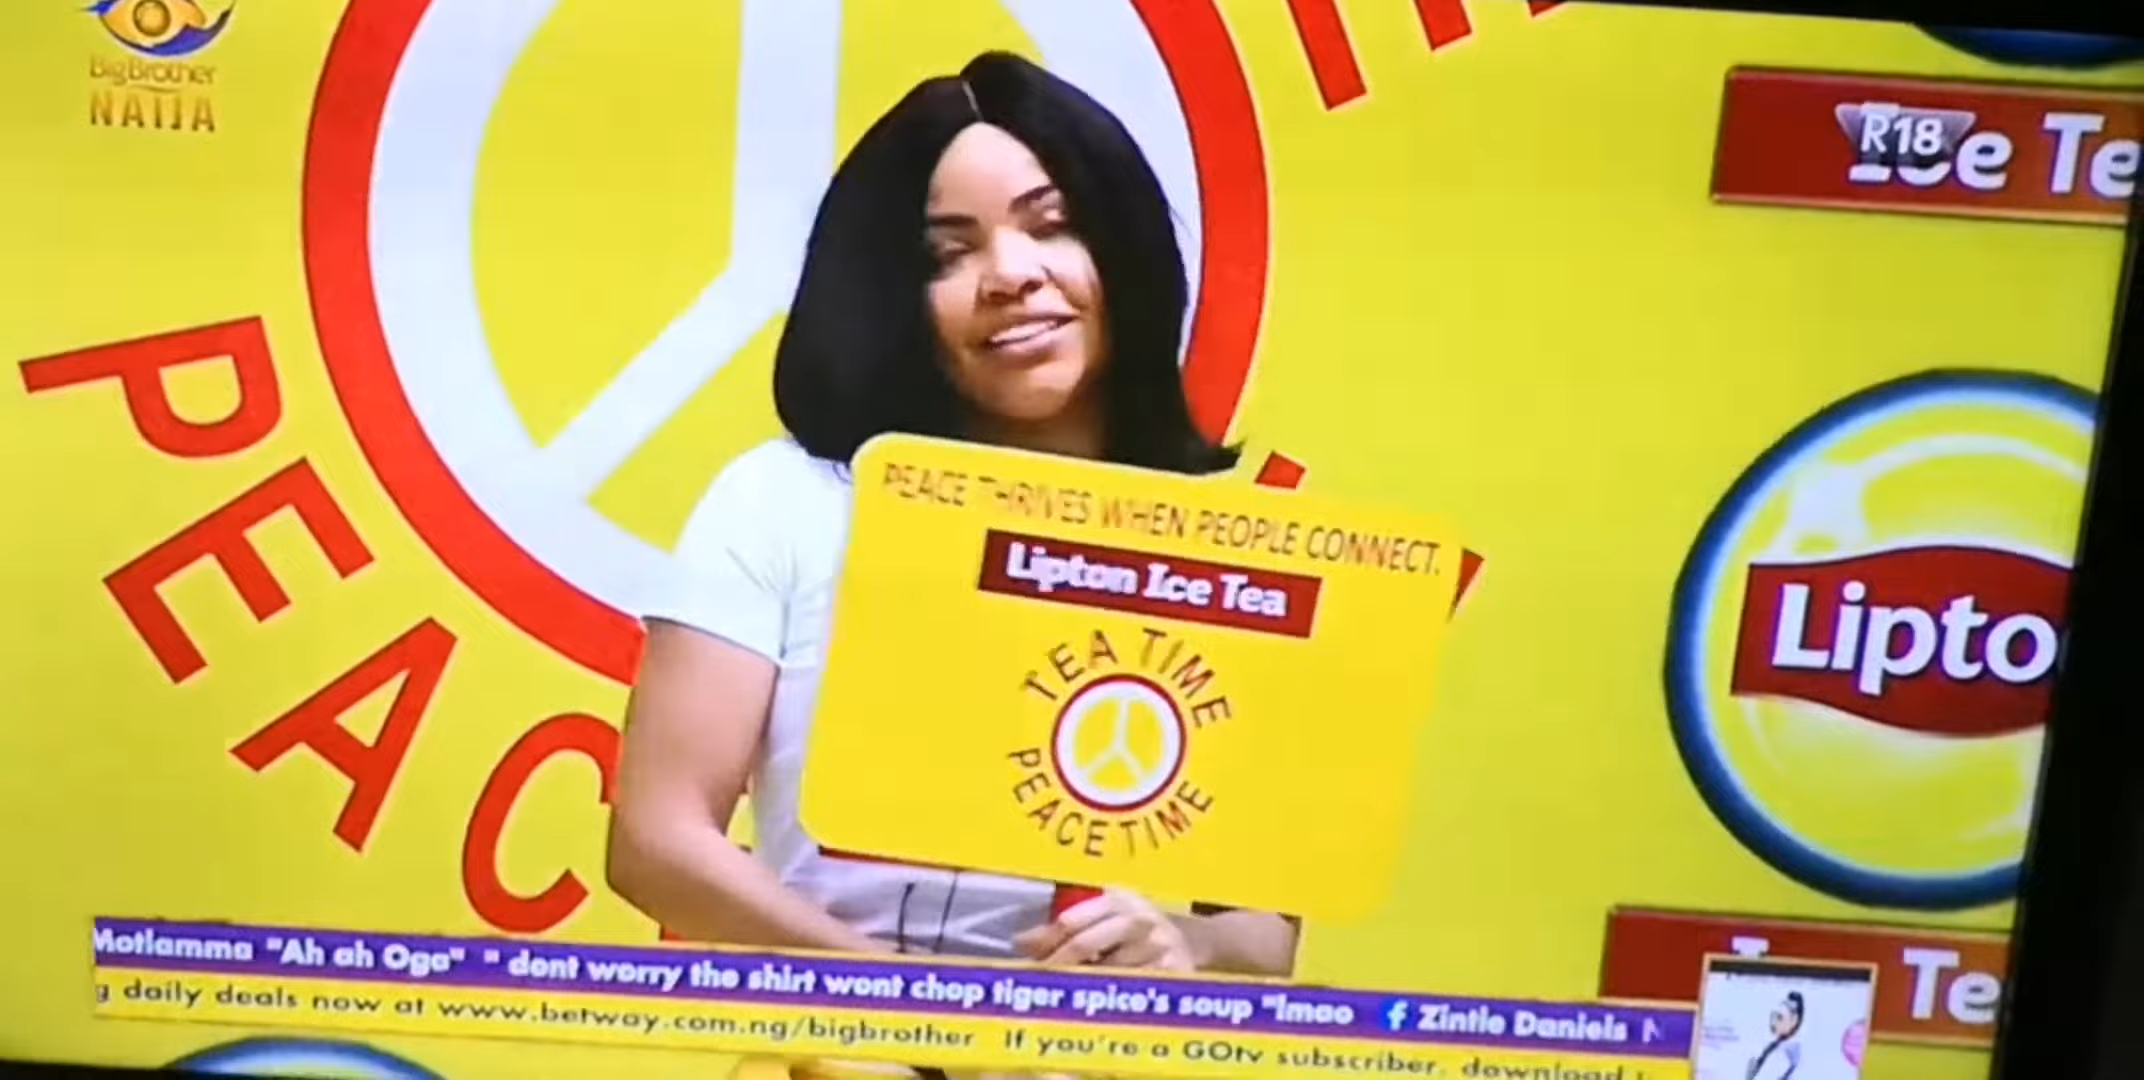 BigBrother
NAIJA
R18
Ice Te
PEAC
PEACE THRIVES WHEN PEOPLE CONNECT.
Lipton Ice Tea
TEA TIME
PEACE TIME
Lipto
Te
Motlamma "Ah ah Oga" " dont worry the shirt wont chop tiger spice's soup "lmao f Zintle Daniels
g daily deals now at www.betway.com.ng/bigbrother If you're a GOtv subscriber, download